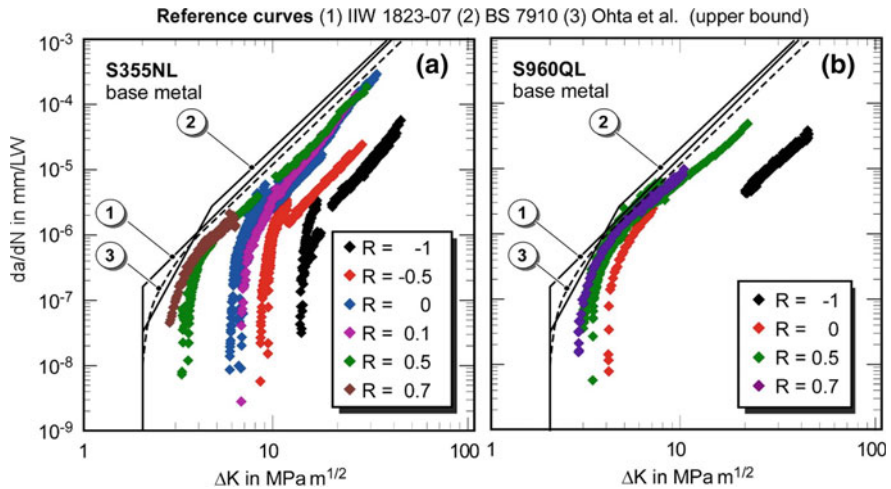 Reference curves (1) IIW 1823-07 (2) BS 7910 (3) Ohta et al. (upper bound)
da/dN in mm/LW
10-3
10-4
10-5
10-6
10-7
10-8
10-9
S355NL
base metal
(a)
2
1
3
R = -1
R = -0.5
R = 0
R = 0.1
R = 0.5
R = 0.7
1
10
100
ΔK in MPa m1/2
S960QL
base metal
(b)
2
1
3
R = -1
R = 0
R = 0.5
R = 0.7
1
10
100
ΔK in MPa m1/2